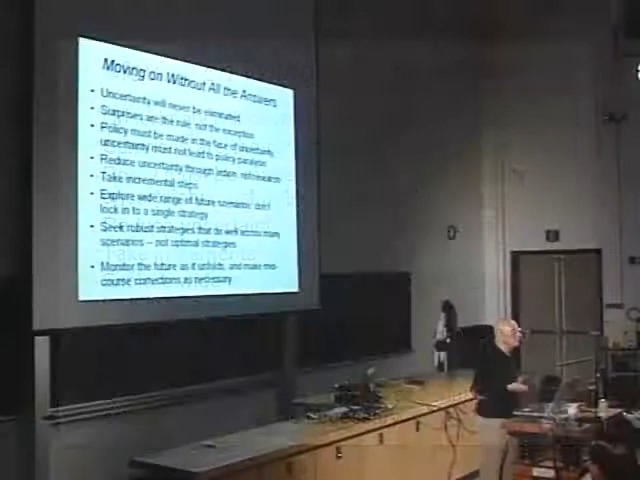 Moving on Without All the Answers
• Uncertainty will never be eliminated
• Surprises are the rule, not the exception
• Policy must be made in the face of uncertainty,
uncertainty must not lead to policy paralysis
• Reduce uncertainty through action, not
• Take incremental steps
• Explore wide range of future scenarios; don't
lock in to a single strategy
• Seek robust strategies that do well across many
scenarios – not optimal strategies
• Monitor the future as it unfolds, and make mid-
course corrections as necessary